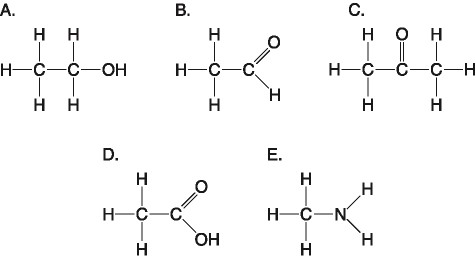 A. B. C.
H H H H O H
H C C OH H C C O H C C C H
H H H H H H
D. E.
H O H H
H C C H C N
H OH H H